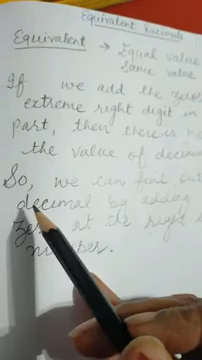 Equivalent Decimals
Equivalent → Equal value
Same value
If we add the zeros
extreme right digit in
part, then there is no
the value of decimal
So, we can find out
decimal by adding
zero at the right
number.